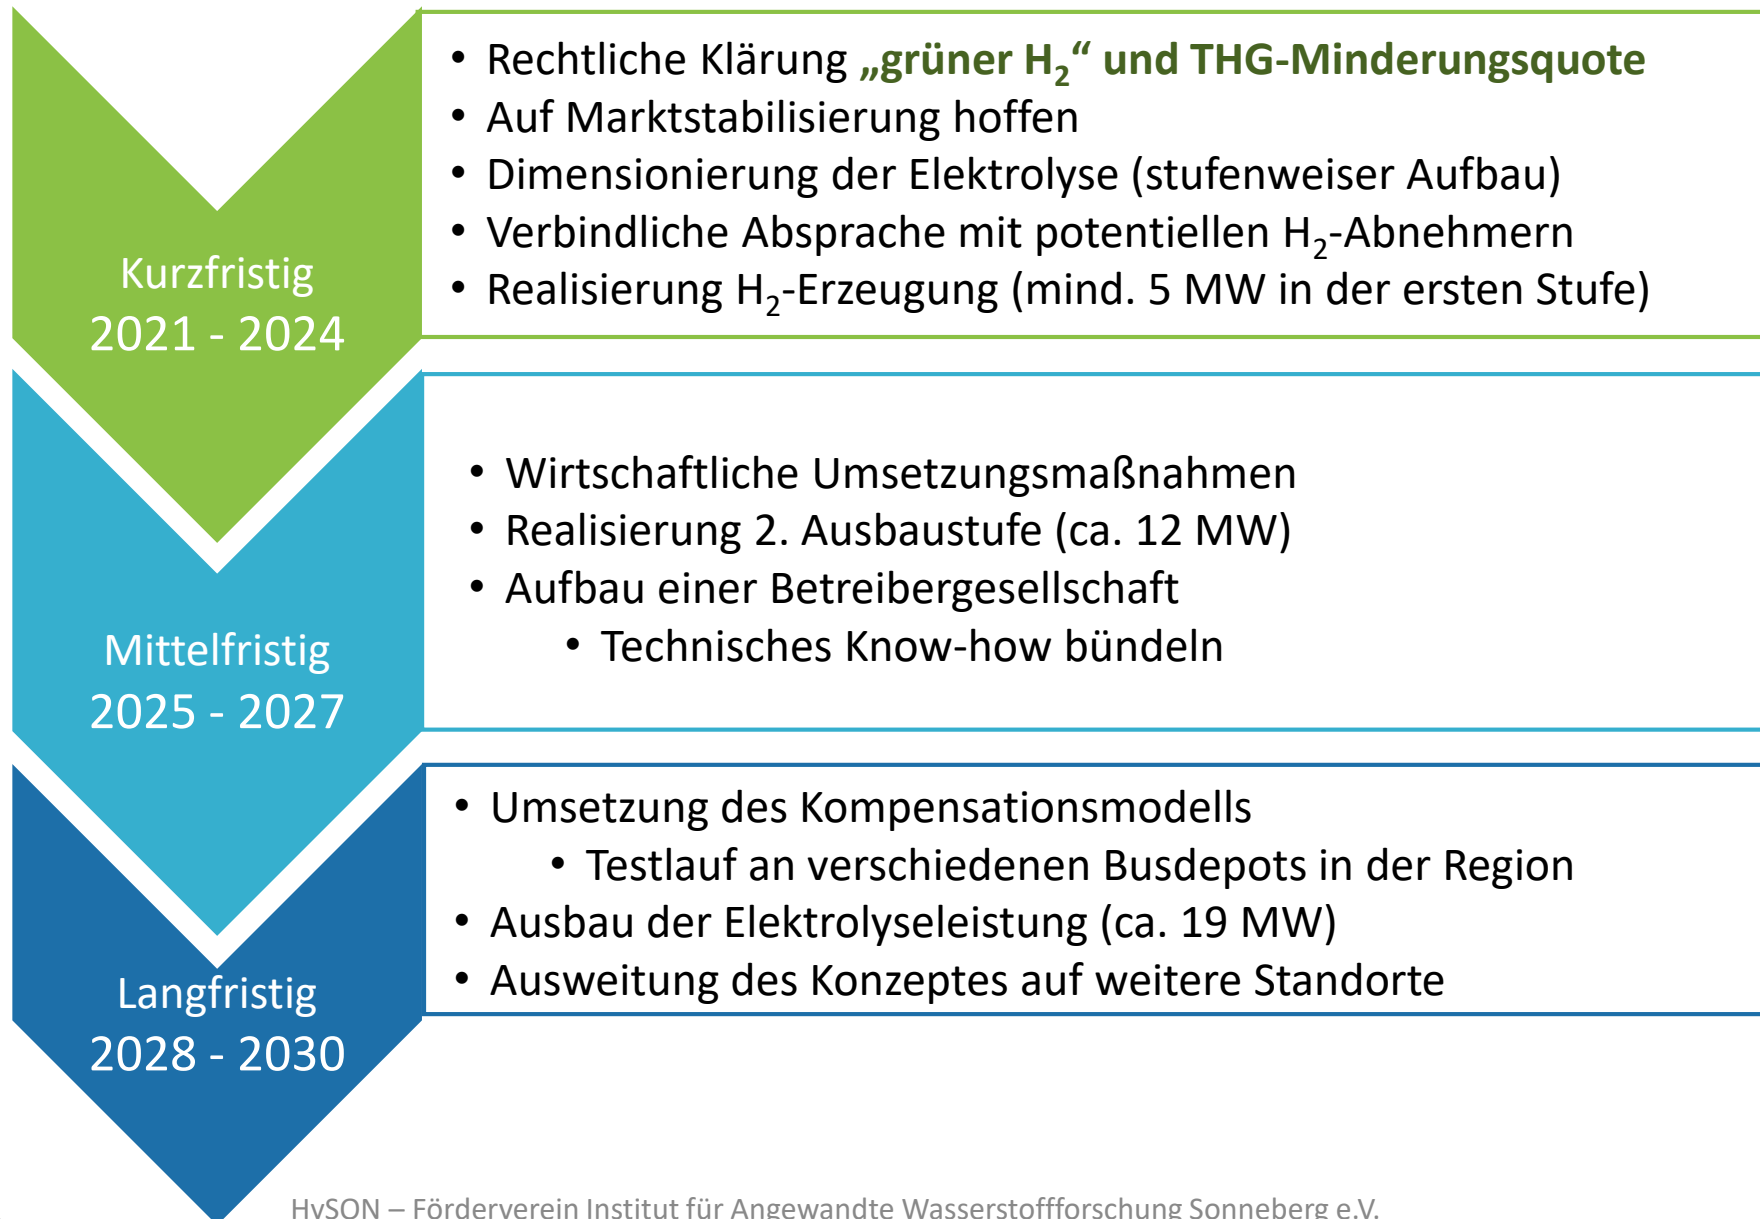 Kurzfristig
2021 - 2024
• Rechtliche Klärung „grüner H₂“ und THG-Minderungsquote
• Auf Marktstabilisierung hoffen
• Dimensionierung der Elektrolyse (stufenweiser Aufbau)
• Verbindliche Absprache mit potentiellen H₂-Abnehmern
• Realisierung H₂-Erzeugung (mind. 5 MW in der ersten Stufe)
Mittelfristig
2025 - 2027
• Wirtschaftliche Umsetzungsmaßnahmen
• Realisierung 2. Ausbaustufe (ca. 12 MW)
• Aufbau einer Betreibergesellschaft
• Technisches Know-how bündeln
Langfristig
2028 - 2030
• Umsetzung des Kompensationsmodells
• Testlauf an verschiedenen Busdepots in der Region
• Ausbau der Elektrolyseleistung (ca. 19 MW)
• Ausweitung des Konzeptes auf weitere Standorte
HySON – Förderverein Institut für Angewandte Wasserstoffforschung Sonneberg e.V.